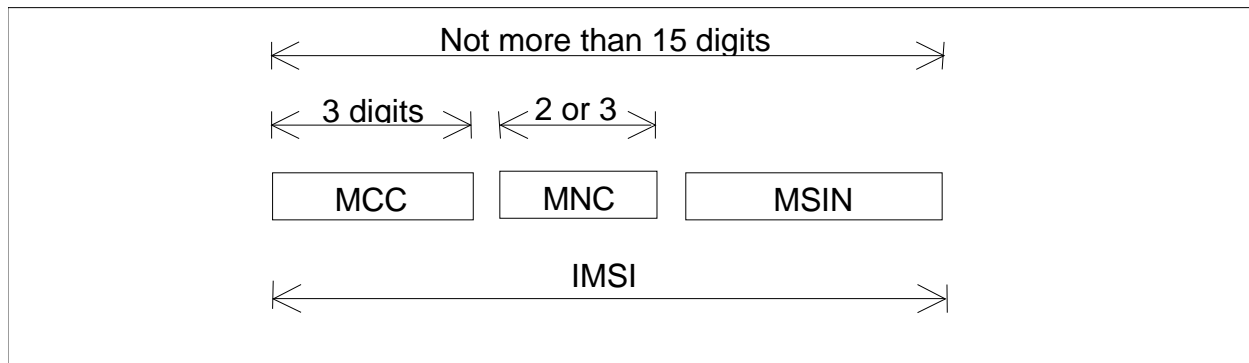 Not more than 15 digits
3 digits 2 or 3
MCC MNC MSIN
IMSI